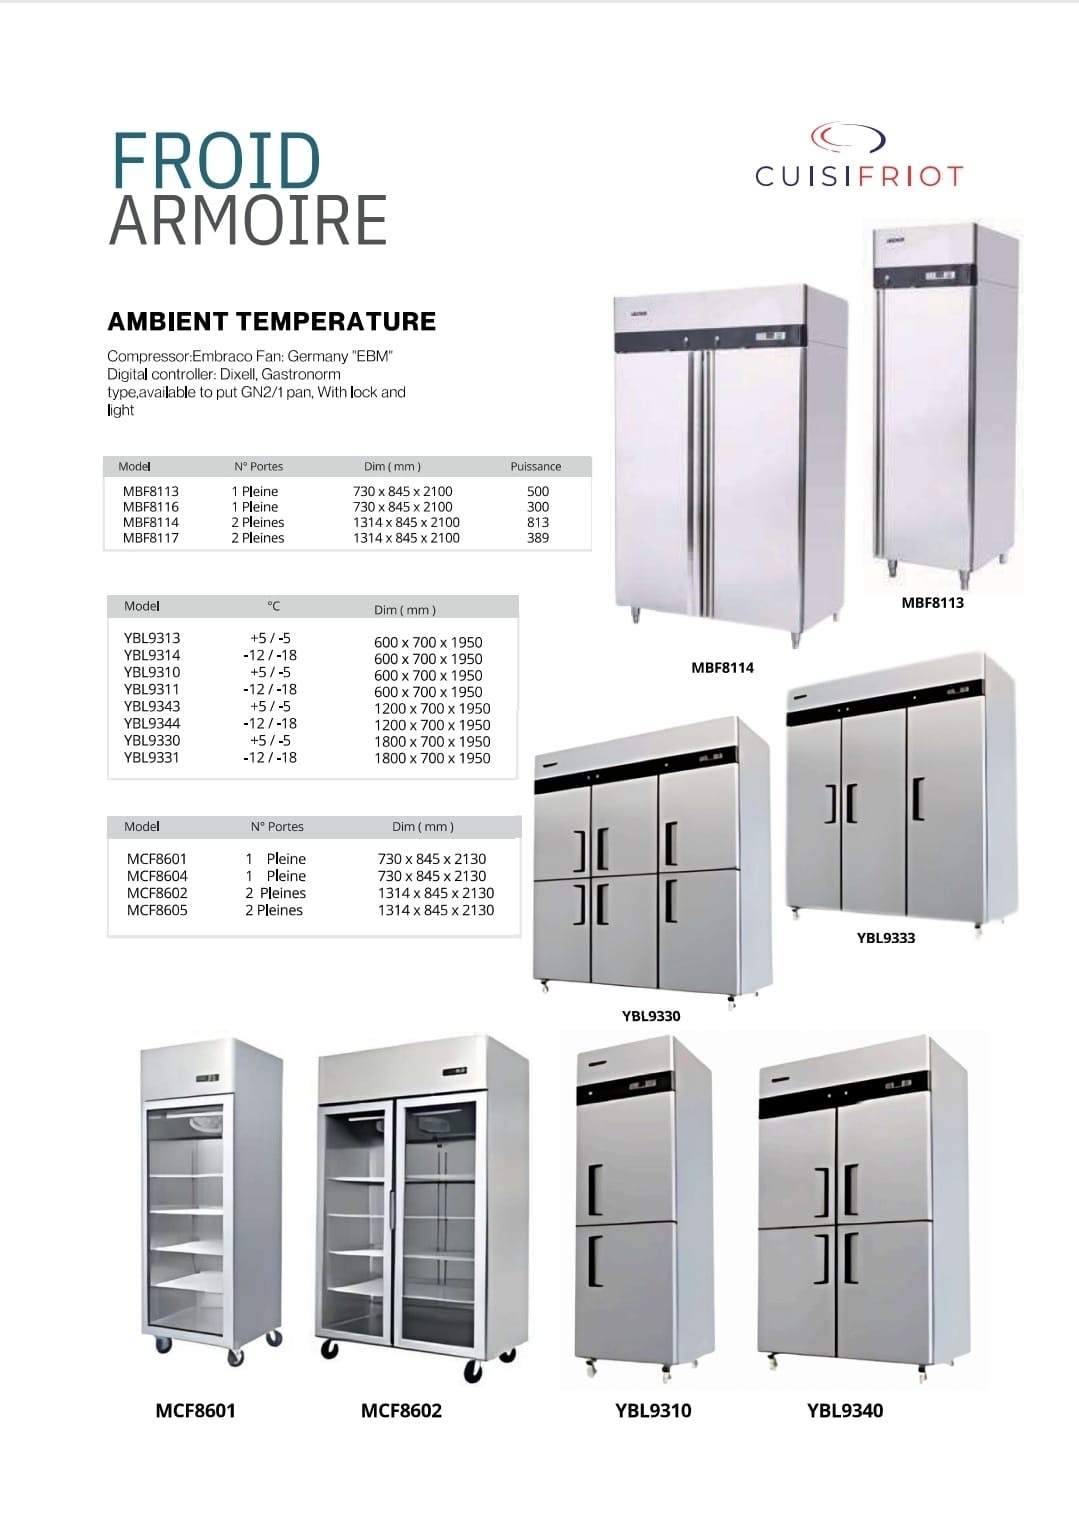 FROID
ARMOIRE
CUISIFRIOT
AMBIENT TEMPERATURE
Compressor:Embraco Fan: Germany "EBM"
Digital controller: Dixell, Gastronorm
type,available to put GN2/1 pan, With lock and
light
Model N° Portes Dim ( mm ) Puissance
MBF8113 1 Pleine 730 x 845 x 2100 500
MBF8116 1 Pleine 730 x 845 x 2100 300
MBF8114 2 Pleines 1314 x 845 x 2100 813
MBF8117 2 Pleines 1314 x 845 x 2100 389
MBF8113
MBF8114
Model °C Dim ( mm )
YBL9313 +5 / -5 600 x 700 x 1950
YBL9314 -12 / -18 600 x 700 x 1950
YBL9310 +5 / -5 600 x 700 x 1950
YBL9311 -12 / -18 600 x 700 x 1950
YBL9343 +5 / -5 1200 x 700 x 1950
YBL9344 -12 / -18 1200 x 700 x 1950
YBL9330 +5 / -5 1800 x 700 x 1950
YBL9331 -12 / -18 1800 x 700 x 1950
Model N° Portes Dim ( mm )
MCF8601 1 Pleine 730 x 845 x 2130
MCF8604 1 Pleine 730 x 845 x 2130
MCF8602 2 Pleines 1314 x 845 x 2130
MCF8605 2 Pleines 1314 x 845 x 2130
YBL9333
YBL9330
MCF8601
MCF8602
YBL9310
YBL9340